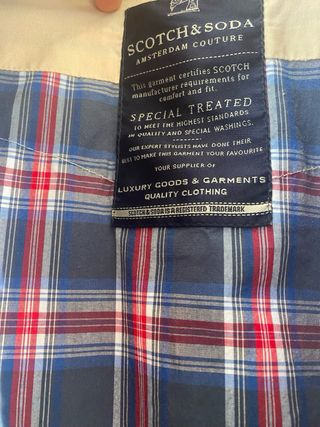 SCOTCH & SODA
AMSTERDAM COUTURE
This garment certifies SCOTCH
manufacturer requirements for
comfort and fit.
SPECIAL TREATED
TO MEET THE HIGHEST STANDARDS
IN QUALITY AND SPECIAL WASHINGS.
OUR EXPERT STYLISTS HAVE DONE THEIR
BEST TO MAKE THIS GARMENT YOUR FAVOURITE
YOUR SUPPLIER OF
LUXURY GOODS & GARMENTS
QUALITY CLOTHING
SCOTCH & SODA IS A REGISTERED TRADEMARK